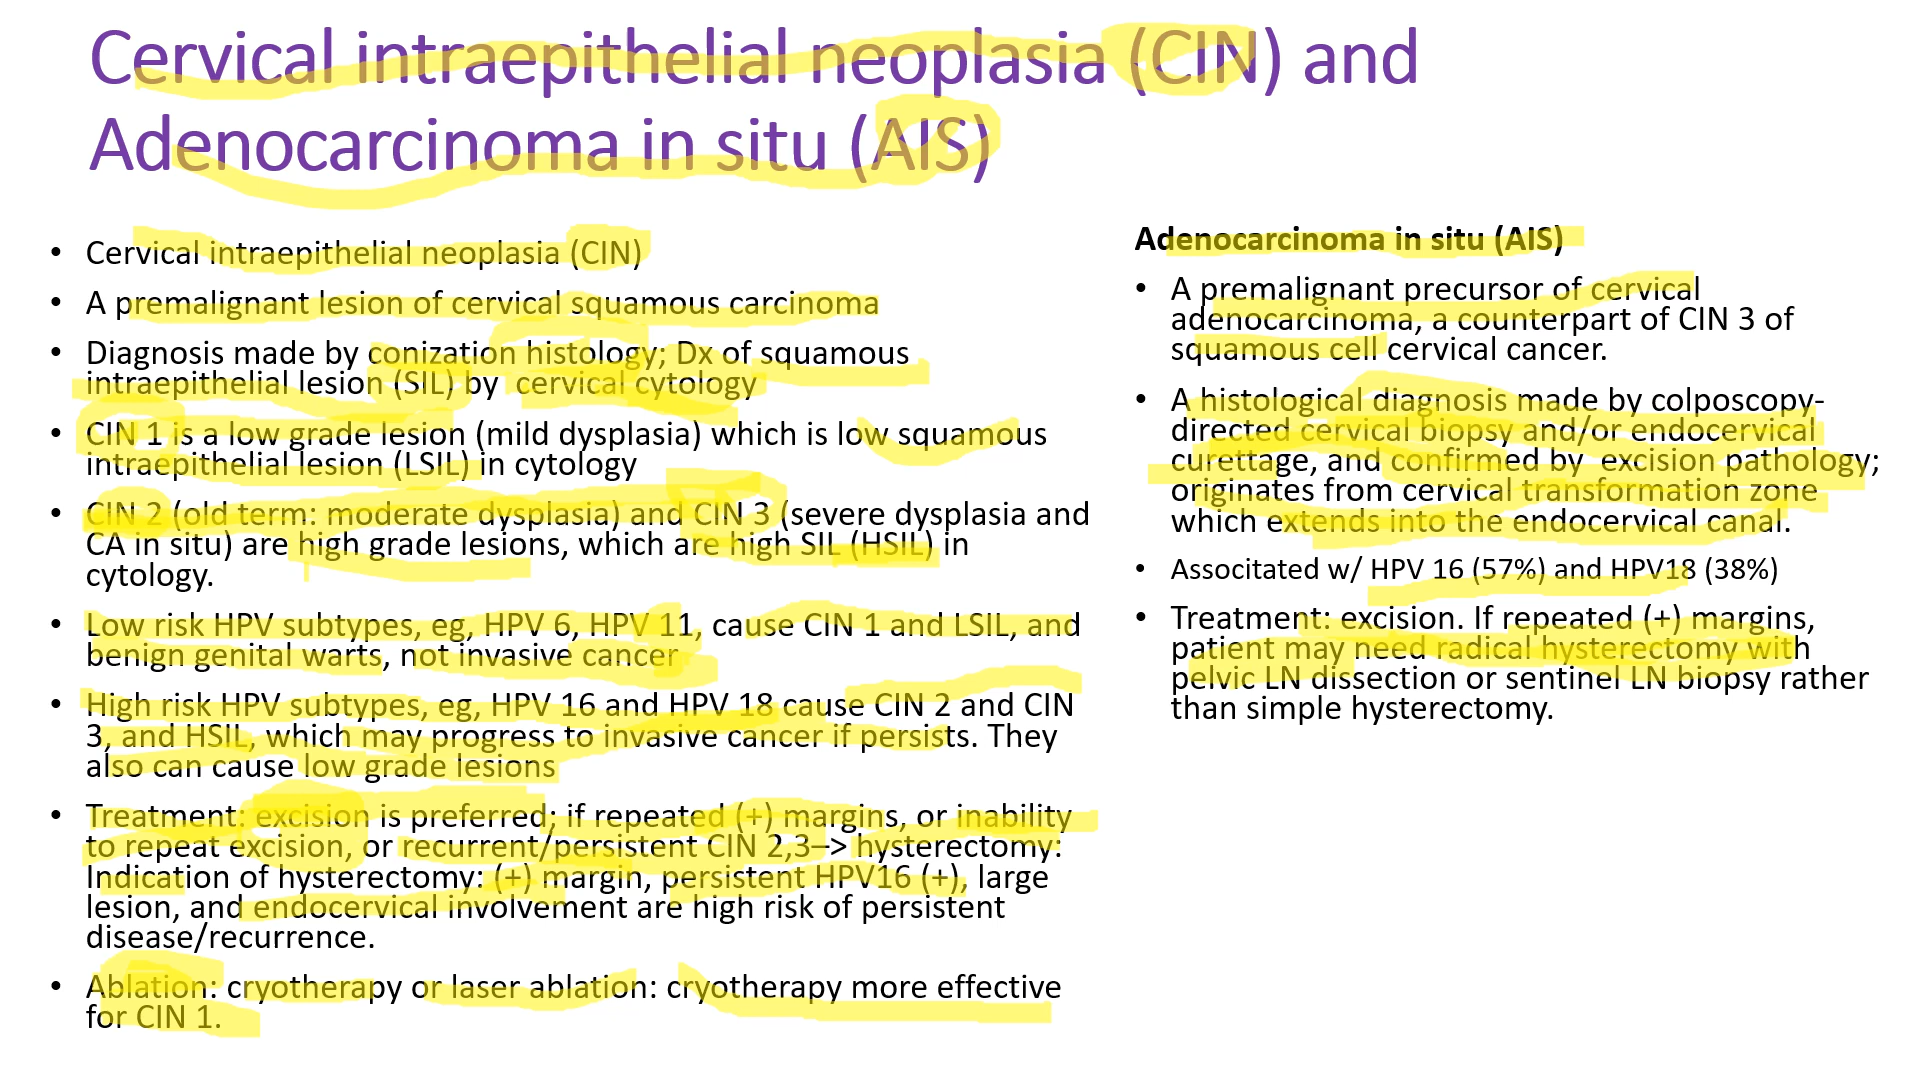 Cervical intraepithelial neoplasia (CIN) and
Adenocarcinoma in situ (AIS)
• Cervical intraepithelial neoplasia (CIN)
• A premalignant lesion of cervical squamous carcinoma
• Diagnosis made by conization histology; Dx of squamous
intraepithelial lesion (SIL) by cervical cytology
• CIN 1 is a low grade lesion (mild dysplasia) which is low squamous
intraepithelial lesion (LSIL) in cytology
• CIN 2 (old term: moderate dysplasia) and CIN 3 (severe dysplasia and
CA in situ) are high grade lesions, which are high SIL (HSIL) in
cytology.
• Low risk HPV subtypes, eg, HPV 6, HPV 11, cause CIN 1 and LSIL, and
benign genital warts, not invasive cancer
• High risk HPV subtypes, eg, HPV 16 and HPV 18 cause CIN 2 and CIN
3, and HSIL, which may progress to invasive cancer if persists. They
also can cause low grade lesions
• Treatment: excision is preferred; if repeated (+) margins, or inability
to repeat excision, or recurrent/persistent CIN 2,3–> hysterectomy:
Indication of hysterectomy: (+) margin, persistent HPV16 (+), large
lesion, and endocervical involvement are high risk of persistent
disease/recurrence.
• Ablation: cryotherapy or laser ablation: cryotherapy more effective
for CIN 1.
Adenocarcinoma in situ (AIS)
• A premalignant precursor of cervical
adenocarcinoma, a counterpart of CIN 3 of
squamous cell cervical cancer.
• A histological diagnosis made by colposcopy-
directed cervical biopsy and/or endocervical
curettage, and confirmed by excision pathology;
originates from cervical transformation zone
which extends into the endocervical canal.
• Associtated w/ HPV 16 (57%) and HPV18 (38%)
• Treatment: excision. If repeated (+) margins,
patient may need radical hysterectomy with
pelvic LN dissection or sentinel LN biopsy rather
than simple hysterectomy.